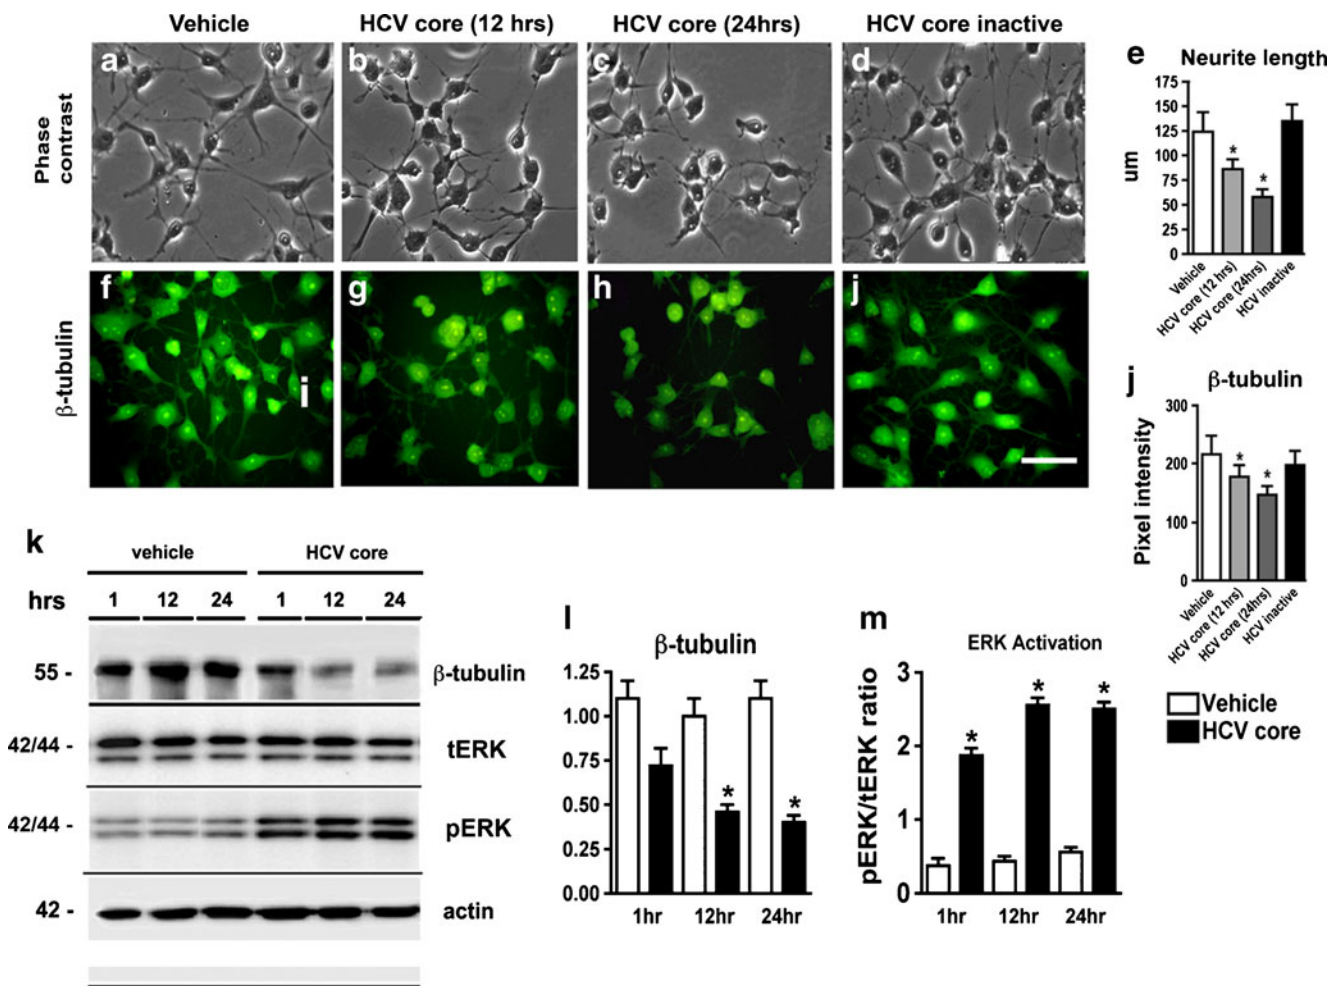 Vehicle HCV core (12 hrs) HCV core (24hrs) HCV core inactive
Phase contrast
a b c d
e Neurite length
um
175
150
125
100
75
50
25
0
* *
Vehicle HCV core (12 hrs) HCV core (24hrs) HCV inactive
β-tubulin
f g h j
i
j β-tubulin
Pixel intensity
300
200
100
0
* *
Vehicle HCV core (12 hrs) HCV core (24hrs) HCV inactive
k
vehicle HCV core
hrs 1 12 24 1 12 24
55 - β-tubulin
42/44 - tERK
42/44 - pERK
42 - actin
l β-tubulin
1.25
1.00
0.75
0.50
0.25
0.00
* *
1hr 12hr 24hr
m ERK Activation
pERK/tERK ratio
3
2
1
0
* * *
1hr 12hr 24hr
Vehicle
HCV core